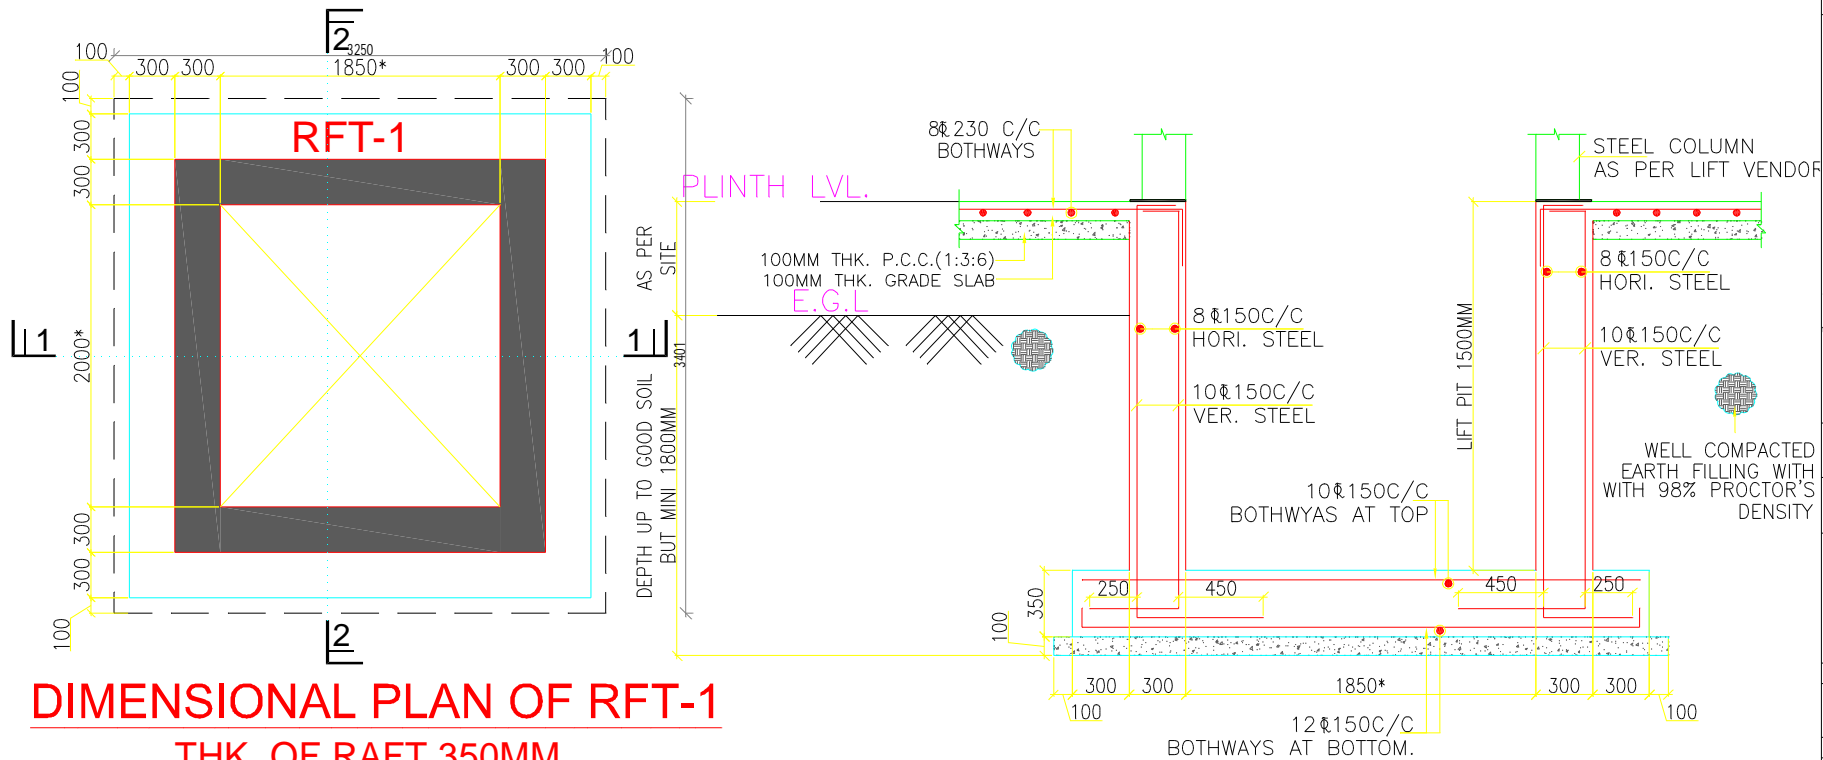 2
3250
100
300
300
1850*
300
300
100
100
300
300
2000*
300
300
100
RFT-1
1
1
2
DIMENSIONAL PLAN OF RFT-1
THK. OF RAFT 350MM
3401
PLINTH LVL.
AS PER
SITE
E.G.L
DEPTH UP TO GOOD SOIL
BUT MINI 1800MM
8 230 C/C
BOTHWAYS
100MM THK. P.C.C.(1:3:6)
100MM THK. GRADE SLAB
8 150C/C
HORI. STEEL
10 150C/C
VER. STEEL
STEEL COLUMN
AS PER LIFT VENDOR
8 150C/C
HORI. STEEL
10 150C/C
VER. STEEL
LIFT PIT 1500MM
WELL COMPACTED
EARTH FILLING WITH
WITH 98% PROCTOR'S
DENSITY
10 150C/C
BOTHWYAS AT TOP
250
450
450
250
350
100
300
300
1850*
300
300
100
100
12 150C/C
BOTHWAYS AT BOTTOM.